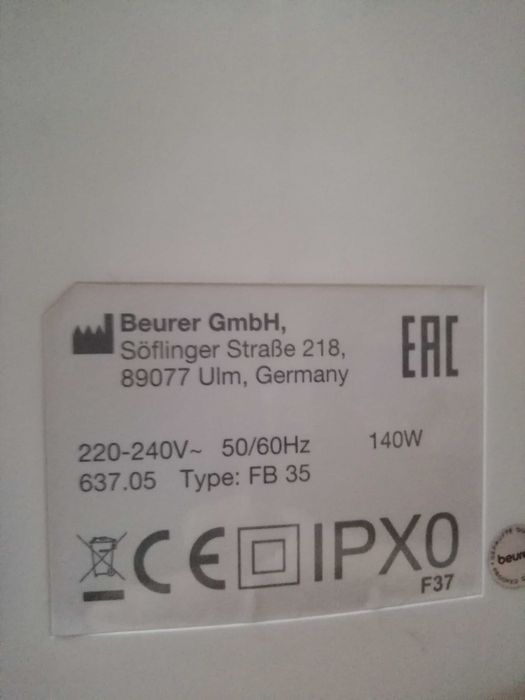 Beurer GmbH,
Söflinger Straße 218,
89077 Ulm, Germany
EAC
220-240V~ 50/60Hz 140W
637.05 Type: FB 35
CE IPX0
F37